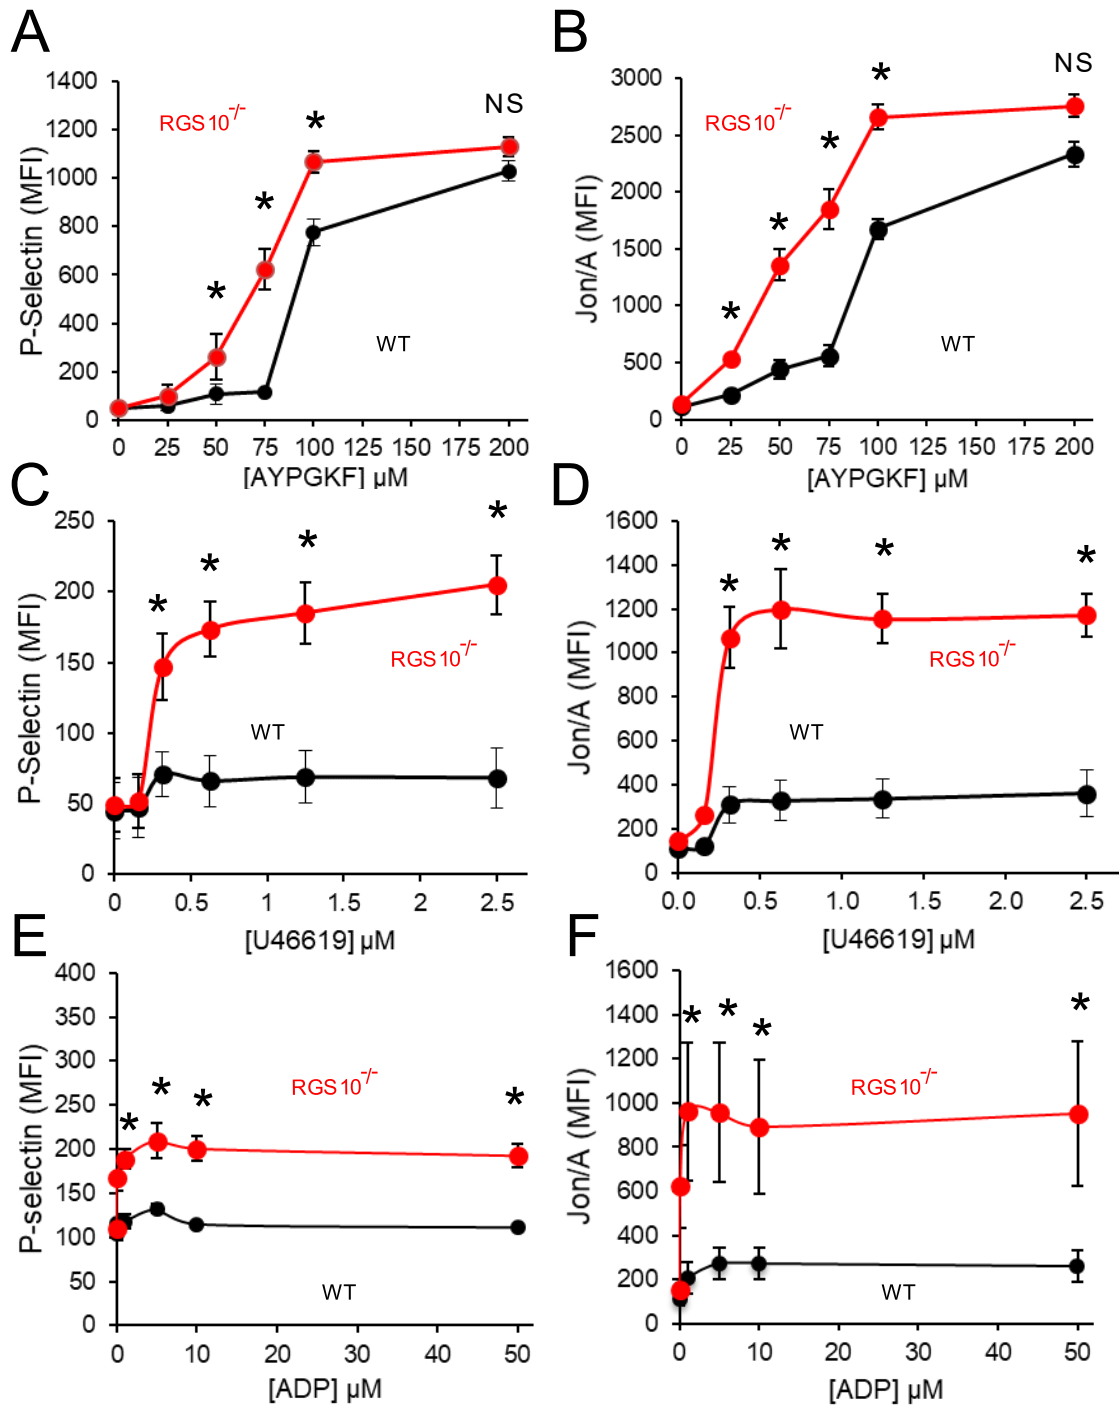 A
P-Selectin (MFI)
1400
1200
1000
800
600
400
200
0
RGS10-/-
*
*
*
NS
WT
0 25 50 75 100 125 150 175 200
[AYPGKF] µM
B
Jon/A (MFI)
3000
2500
2000
1500
1000
500
0
RGS10-/-
*
*
*
*
NS
WT
0 25 50 75 100 125 150 175 200
[AYPGKF] µM
C
P-Selectin (MFI)
250
200
150
100
50
0
*
*
*
*
RGS10-/-
WT
0 0.5 1 1.5 2 2.5
[U46619] µM
D
Jon/A (MFI)
1600
1400
1200
1000
800
600
400
200
0
*
*
*
*
RGS10-/-
WT
0.0 0.5 1.0 1.5 2.0 2.5
[U46619] µM
E
P-selectin (MFI)
400
350
300
250
200
150
100
50
0
*
*
*
*
RGS10-/-
WT
0 10 20 30 40 50
[ADP] µM
F
Jon/A (MFI)
1600
1400
1200
1000
800
600
400
200
0
*
*
*
*
RGS10-/-
WT
0 10 20 30 40 50
[ADP] µM